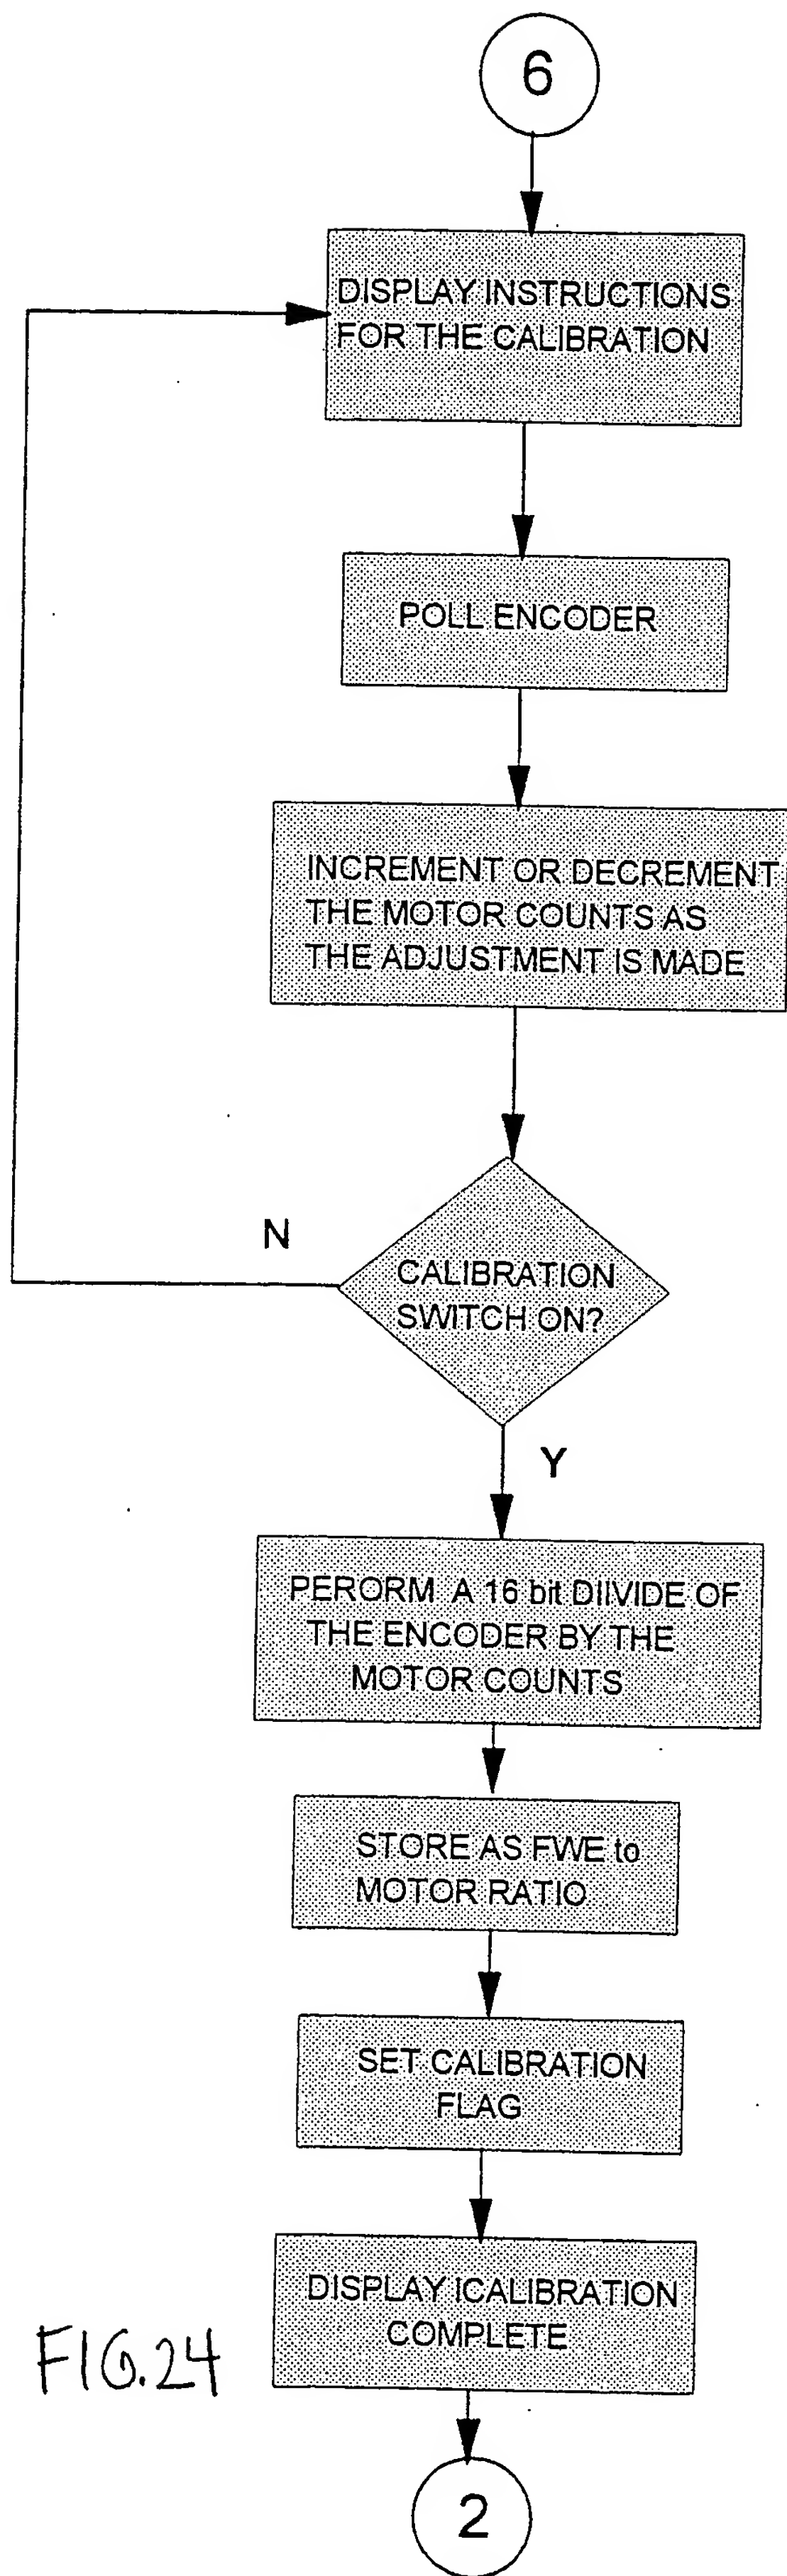 6
DISPLAY INSTRUCTIONS
FOR THE CALIBRATION
POLL ENCODER
INCREMENT OR DECREMENT
THE MOTOR COUNTS AS
THE ADJUSTMENT IS MADE
N
CALIBRATION
SWITCH ON?
Y
PERORM A 16 bit DIIVIDE OF
THE ENCODER BY THE
MOTOR COUNTS
STORE AS FWE to
MOTOR RATIO
SET CALIBRATION
FLAG
DISPLAY ICALIBRATION
COMPLETE
FIG.24
2